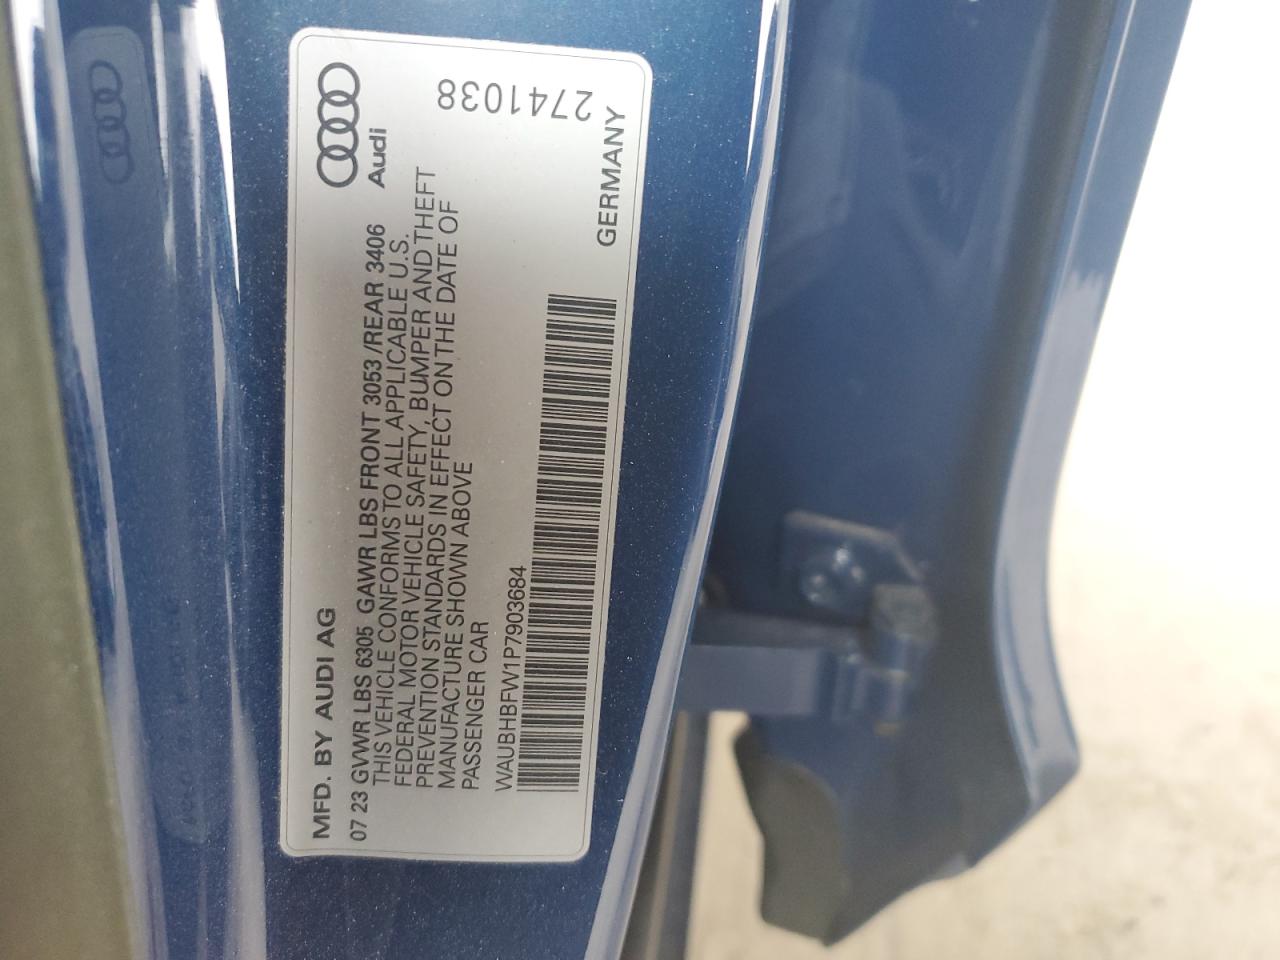 MFD. BY AUDI AG
Audi
07 23 GVWR LBS 6305 GAWR LBS FRONT 3053 /REAR 3406
THIS VEHICLE CONFORMS TO ALL APPLICABLE U.S.
FEDERAL MOTOR VEHICLE SAFETY, BUMPER AND THEFT
PREVENTION STANDARDS IN EFFECT ON THE DATE OF
MANUFACTURE SHOWN ABOVE
PASSENGER CAR
WAUBHBFW1P7903684
GERMANY
2741038